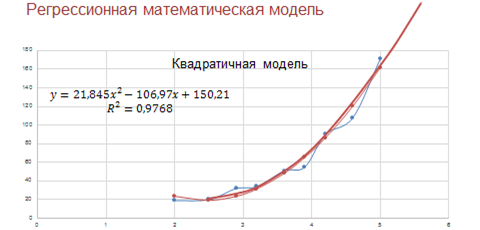 Регрессионная математическая модель
Квадратичная модель
y = 21,845x² − 106,97x + 150,21
R² = 0,9768
180
160
140
120
100
80
60
40
20
0
0 1 2 3 4 5 6